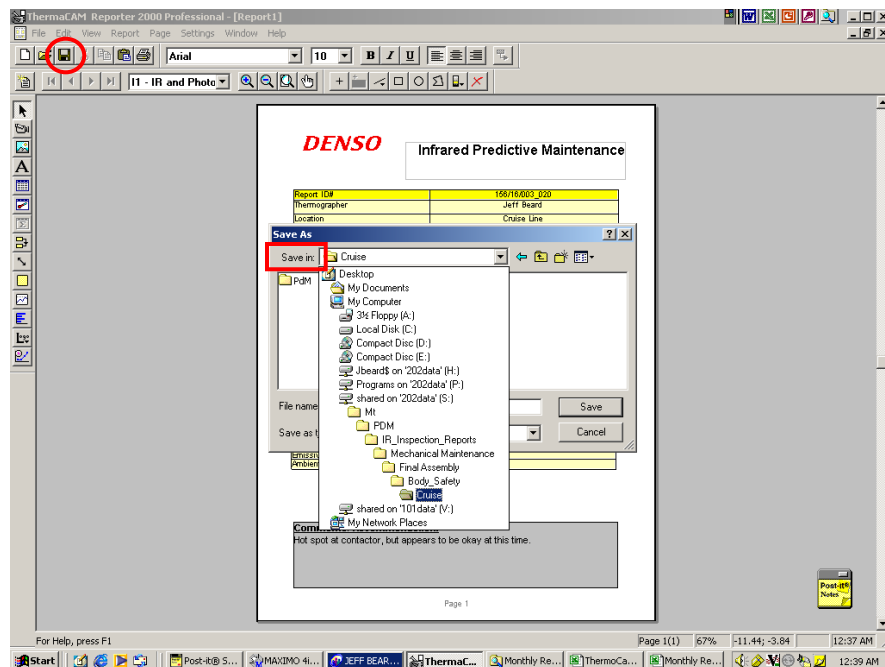 ThermaCAM Reporter 2000 Professional - [Report1]
File Edit View Report Page Settings Window Help
Arial 10 B I U
I1 - IR and Photo
DENSO
Infrared Predictive Maintenance
Report ID# 156/16/003_020
Thermographer Jeff Beard
Location Cruise Line
Save As
Save in: Cruise
PdM
Desktop
My Documents
My Computer
3½ Floppy (A:)
Local Disk (C:)
Compact Disc (D:)
Compact Disc (E:)
Jbeard$ on '202data' (H:)
Programs on '202data' (P:)
shared on '202data' (S:)
Mt
PDM
IR_Inspection_Reports
Mechanical Maintenance
Final Assembly
Body_Safety
Cruise
shared on '101data' (V:)
My Network Places
File name
Save
Save as t
Cancel
Hot spot at contactor, but appears to be okay at this time.
Page 1
Post-it®
Notes
For Help, press F1
Page 1(1) 67% -11.44; -3.84 12:37 AM
Start Post-it® S... MAXIMO 4i... JEFF BEAR... ThermaC... Monthly Re... ThermoCa... Monthly Re... 12:39 AM